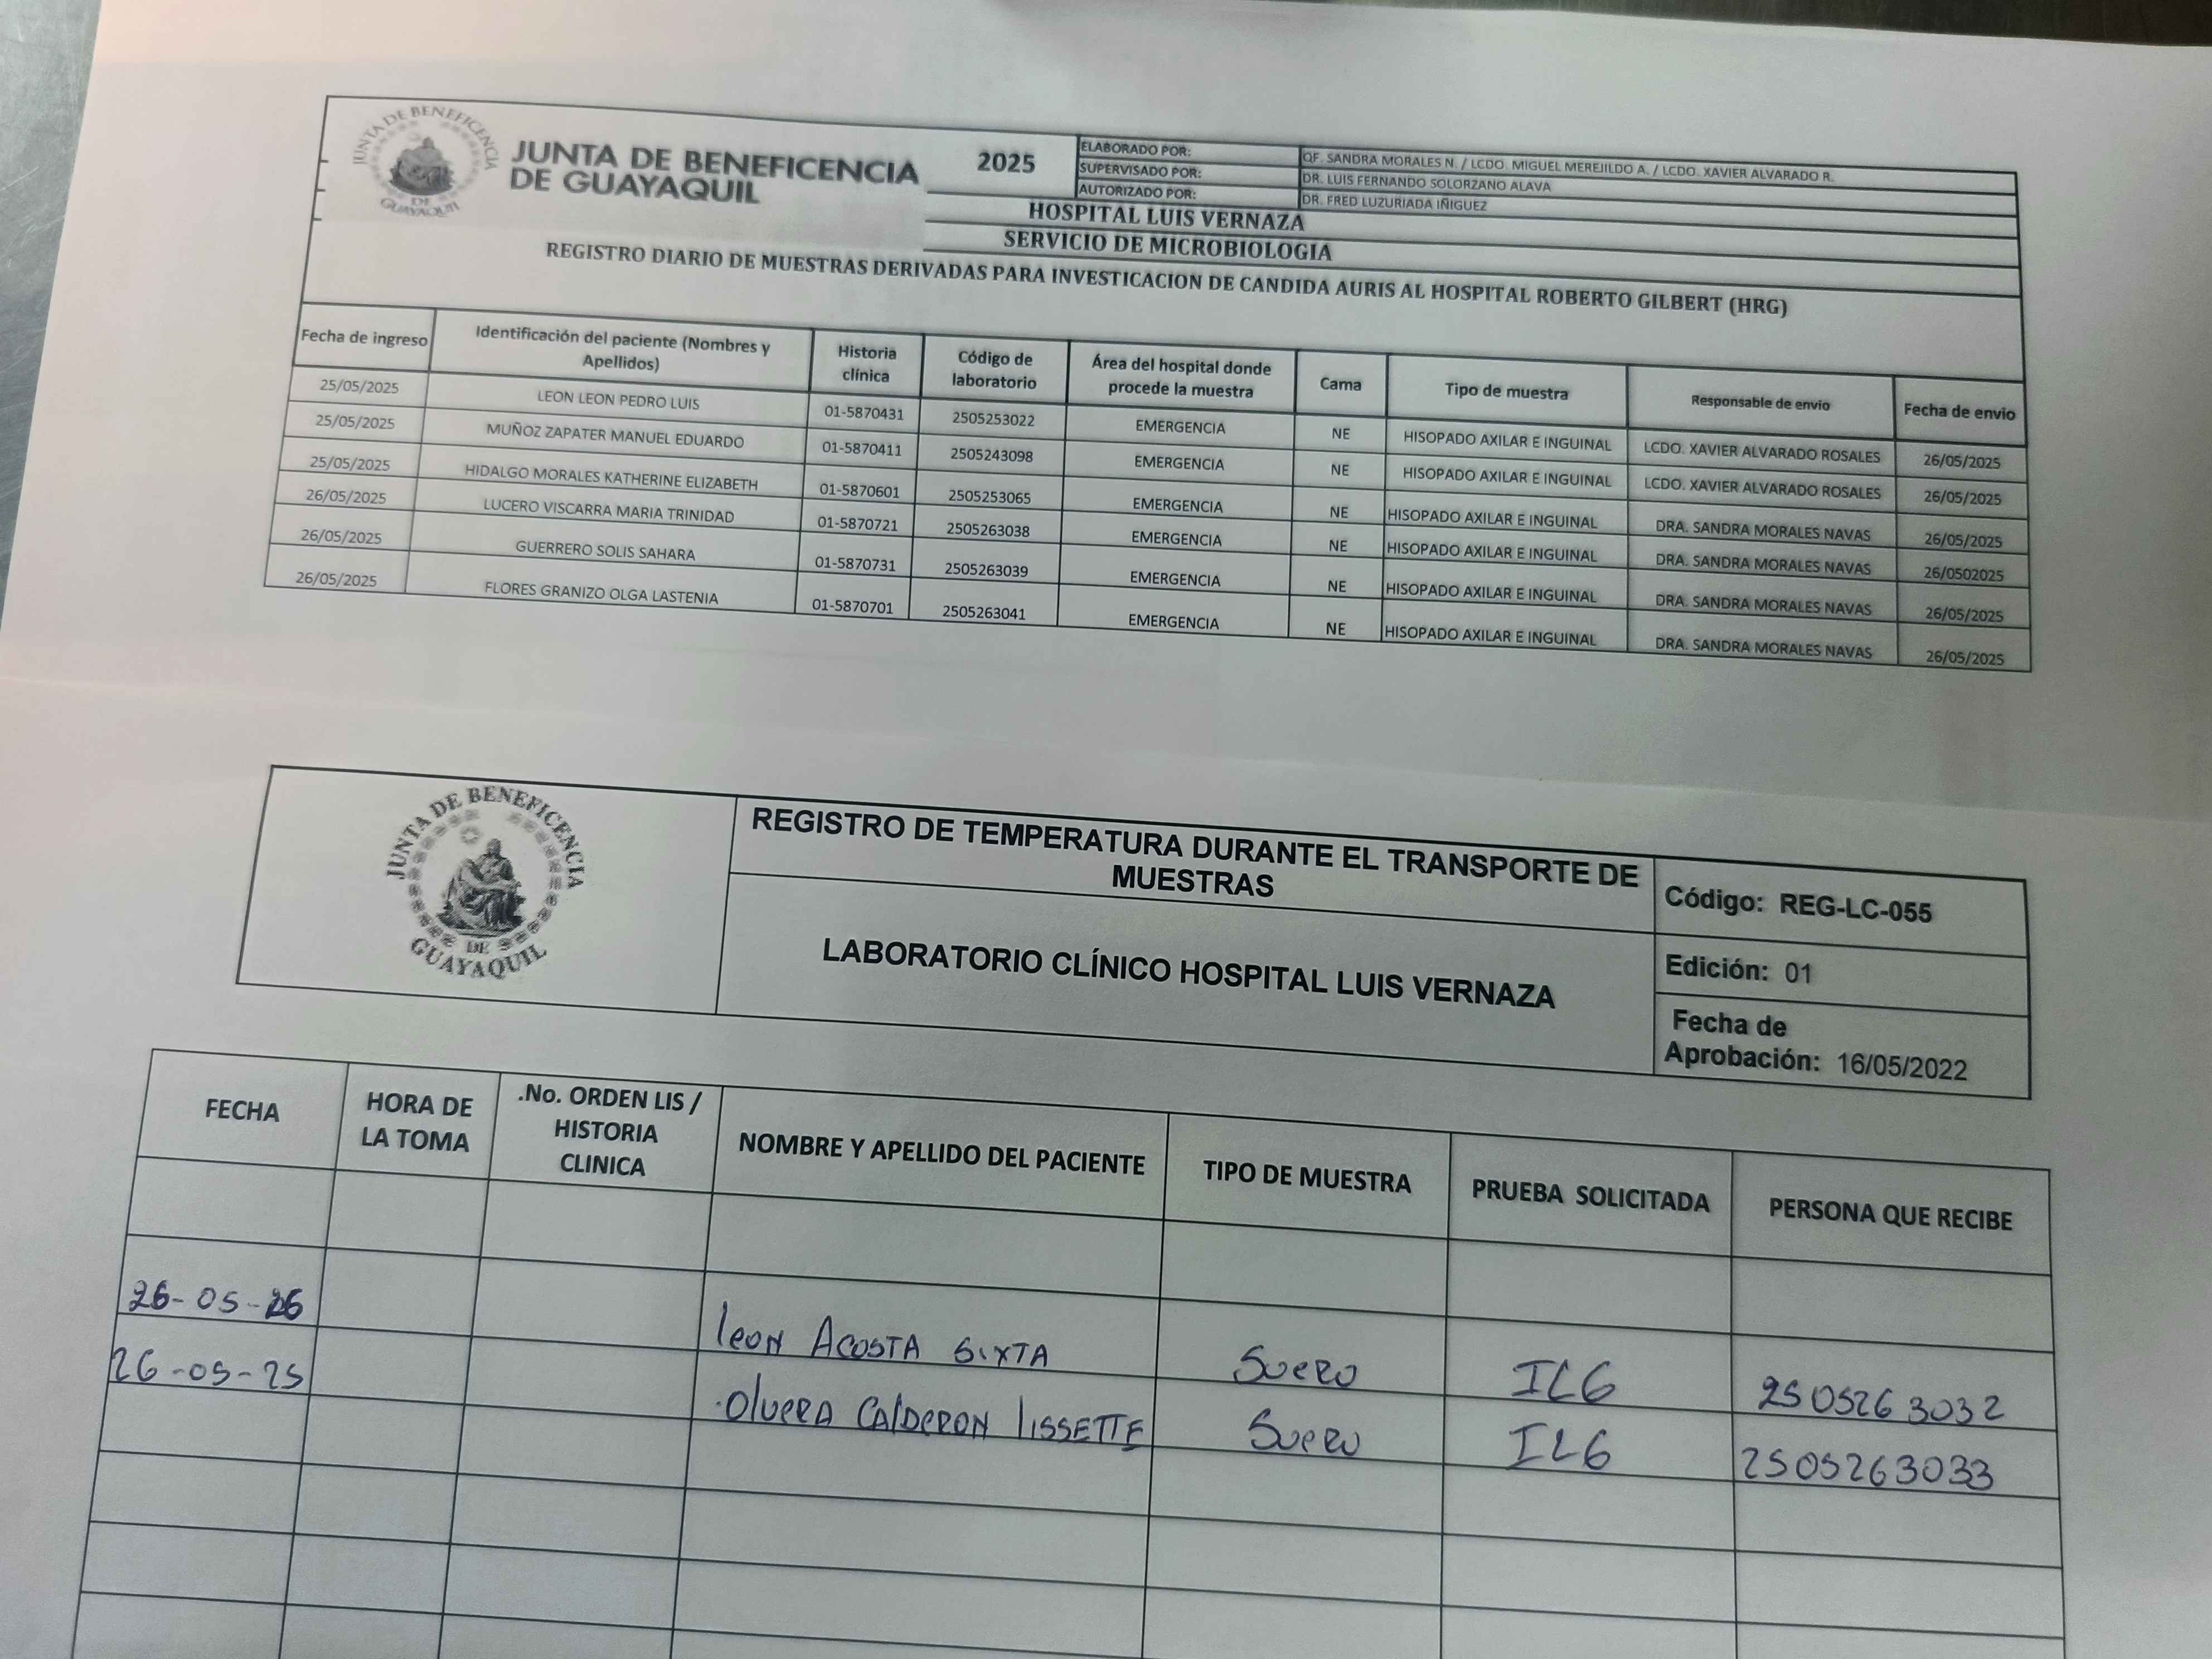 JUNTA DE BENEFICENCIA DE GUAYAQUIL
JUNTA DE BENEFICENCIA
DE GUAYAQUIL
2025
ELABORADO POR: QF. SANDRA MORALES N. / LCDO. MIGUEL MEREJILDO A. / LCDO. XAVIER ALVARADO R.
SUPERVISADO POR: DR. LUIS FERNANDO SOLORZANO ALAVA
AUTORIZADO POR: DR. FRED LUZURIADA IÑIGUEZ
HOSPITAL LUIS VERNAZA
SERVICIO DE MICROBIOLOGIA
REGISTRO DIARIO DE MUESTRAS DERIVADAS PARA INVESTIGACION DE CANDIDA AURIS AL HOSPITAL ROBERTO GILBERT (HRG)
Fecha de ingreso Identificación del paciente (Nombres y Apellidos) Historia clínica Código de laboratorio Área del hospital donde procede la muestra Cama Tipo de muestra Responsable de envio Fecha de envio
25/05/2025 LEON LEON PEDRO LUIS 01-5870431 2505253022 EMERGENCIA NE HISOPADO AXILAR E INGUINAL LCDO. XAVIER ALVARADO ROSALES 26/05/2025
25/05/2025 MUÑOZ ZAPATER MANUEL EDUARDO 01-5870411 2505243098 EMERGENCIA NE HISOPADO AXILAR E INGUINAL LCDO. XAVIER ALVARADO ROSALES 26/05/2025
25/05/2025 HIDALGO MORALES KATHERINE ELIZABETH 01-5870601 2505253065 EMERGENCIA NE HISOPADO AXILAR E INGUINAL DRA. SANDRA MORALES NAVAS 26/05/2025
26/05/2025 LUCERO VISCARRA MARIA TRINIDAD 01-5870721 2505263038 EMERGENCIA NE HISOPADO AXILAR E INGUINAL DRA. SANDRA MORALES NAVAS 26/0502025
26/05/2025 GUERRERO SOLIS SAHARA 01-5870731 2505263039 EMERGENCIA NE HISOPADO AXILAR E INGUINAL DRA. SANDRA MORALES NAVAS 26/05/2025
26/05/2025 FLORES GRANIZO OLGA LASTENIA 01-5870701 2505263041 EMERGENCIA NE HISOPADO AXILAR E INGUINAL DRA. SANDRA MORALES NAVAS 26/05/2025
JUNTA DE BENEFICENCIA DE GUAYAQUIL
REGISTRO DE TEMPERATURA DURANTE EL TRANSPORTE DE
MUESTRAS
LABORATORIO CLÍNICO HOSPITAL LUIS VERNAZA
Código: REG-LC-055
Edición: 01
Fecha de
Aprobación: 16/05/2022
FECHA HORA DE LA TOMA .No. ORDEN LIS / HISTORIA CLINICA NOMBRE Y APELLIDO DEL PACIENTE TIPO DE MUESTRA PRUEBA SOLICITADA PERSONA QUE RECIBE
26-05-26 leon Acosta Sixta Suero IL6 2505263032
26-05-25 Olvera Calderon lissette Suero IL6 2505263033